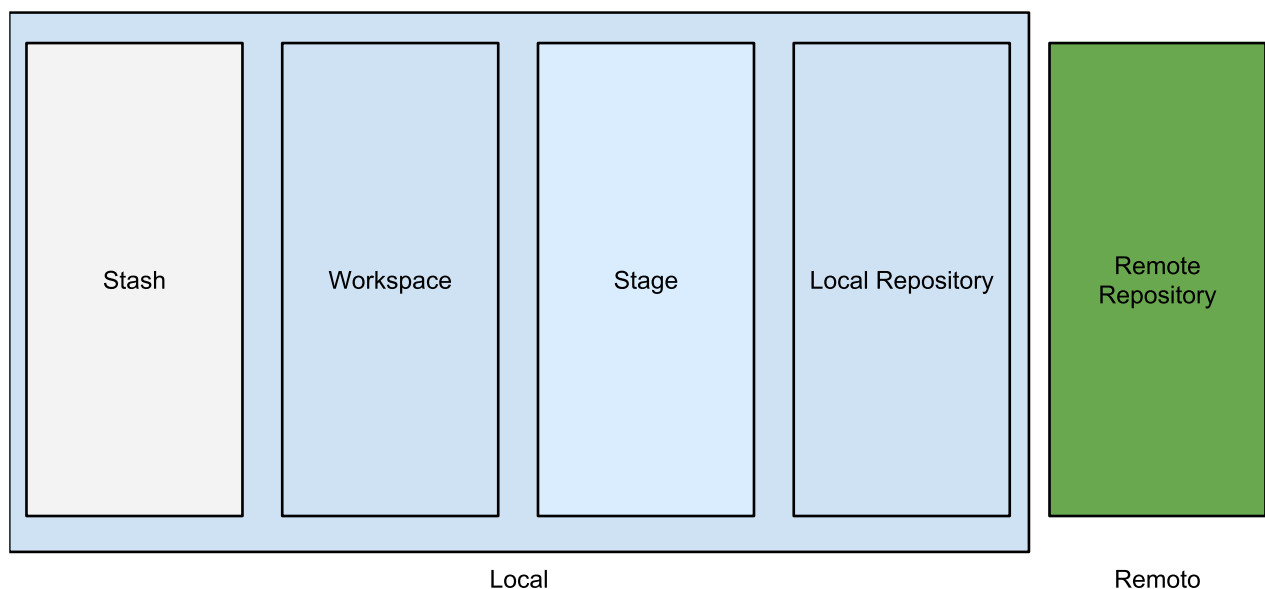 Stash
Workspace
Stage
Local Repository
Remote
Repository
Local
Remoto